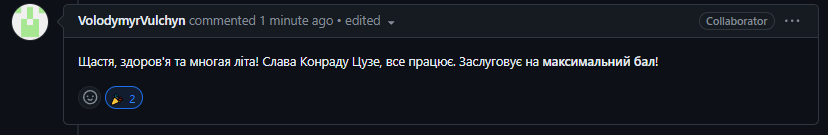 VolodymyrVulchyn commented 1 minute ago • edited Collaborator
Щастя, здоров'я та многая літа! Слава Конраду Цузе, все працює. Заслуговує на максимальний бал!
2